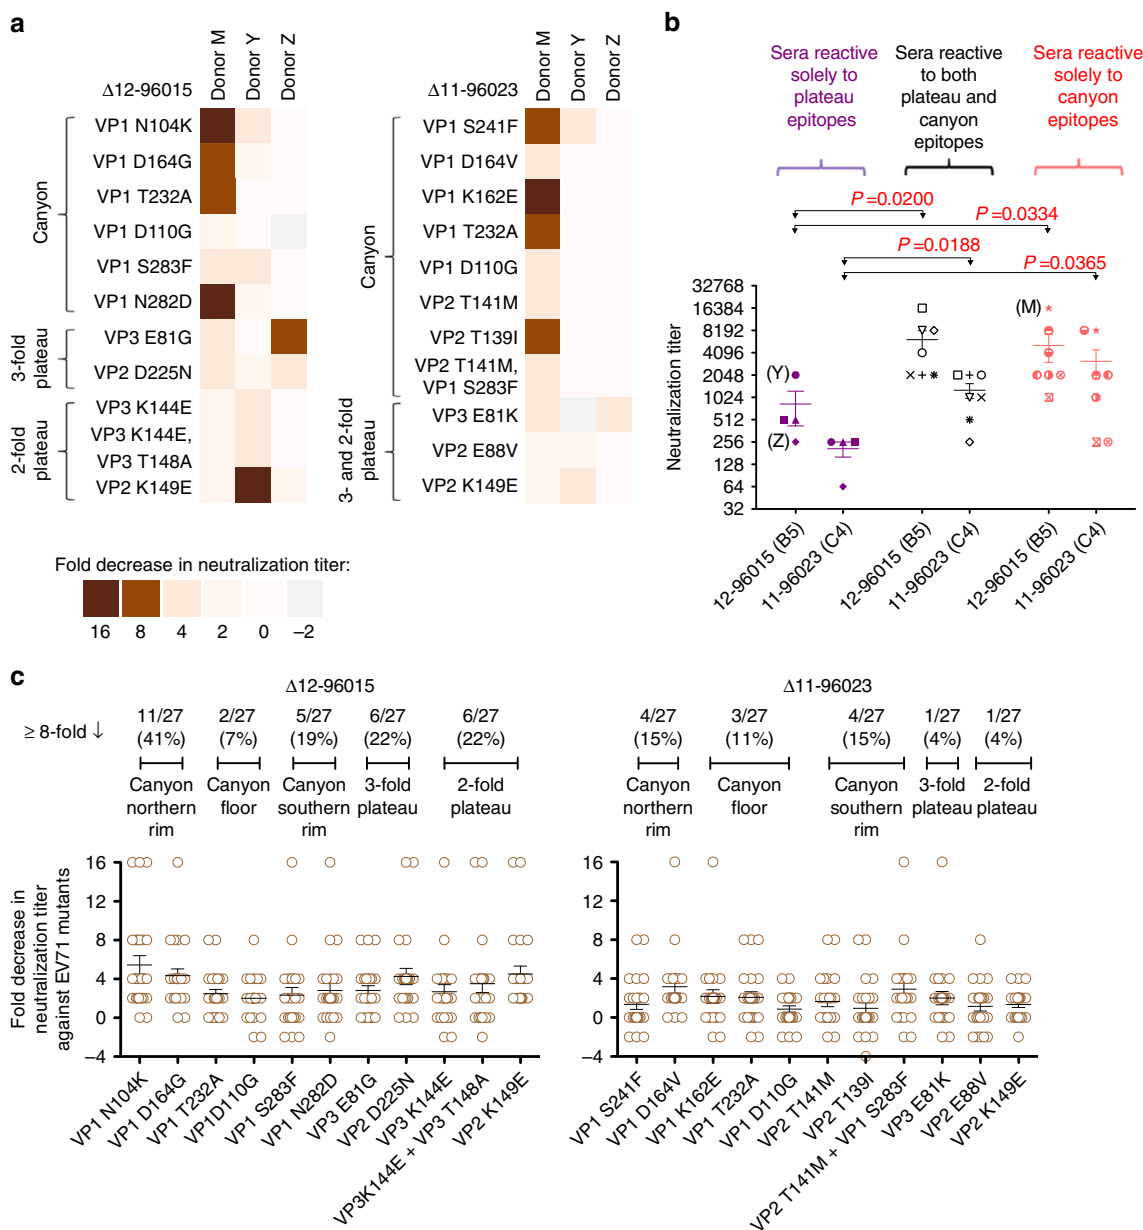 a
Δ12-96015
Donor M
Donor Y
Donor Z
Canyon
VP1 N104K
VP1 D164G
VP1 T232A
VP1 D110G
VP1 S283F
VP1 N282D
3-fold
plateau
VP3 E81G
VP2 D225N
2-fold
plateau
VP3 K144E
VP3 K144E,
VP3 T148A
VP2 K149E
Δ11-96023
Donor M
Donor Y
Donor Z
Canyon
VP1 S241F
VP1 D164V
VP1 K162E
VP1 T232A
VP1 D110G
VP2 T141M
VP2 T139I
VP2 T141M,
VP1 S283F
3- and 2-fold
plateau
VP3 E81K
VP2 E88V
VP2 K149E
Fold decrease in neutralization titer:
16 8 4 2 0 −2
b
Sera reactive
solely to
plateau
epitopes
Sera reactive
to both
plateau and
canyon
epitopes
Sera reactive
solely to
canyon
epitopes
P =0.0200
P =0.0334
P =0.0188
P =0.0365
Neutralization titer
32768
16384
8192
4096
2048
1024
512
256
128
64
32
(Y)
(Z)
(M)
12-96015 (B5)
11-96023 (C4)
12-96015 (B5)
11-96023 (C4)
12-96015 (B5)
11-96023 (C4)
c
Δ12-96015
≥ 8-fold ↓
11/27
(41%)
2/27
(7%)
5/27
(19%)
6/27
(22%)
6/27
(22%)
Canyon
northern
rim
Canyon
floor
Canyon
southern
rim
3-fold
plateau
2-fold
plateau
Fold decrease in
neutralization titer
against EV71 mutants
16
12
8
4
0
−4
VP1 N104K
VP1 D164G
VP1 T232A
VP1D110G
VP1 S283F
VP1 N282D
VP3 E81G
VP2 D225N
VP3 K144E
VP3K144E + VP3 T148A
VP2 K149E
Δ11-96023
4/27
(15%)
3/27
(11%)
4/27
(15%)
1/27
(4%)
1/27
(4%)
Canyon
northern
rim
Canyon
floor
Canyon
southern
rim
3-fold
plateau
2-fold
plateau
16
12
8
4
0
−4
VP1 S241F
VP1 D164V
VP1 K162E
VP1 T232A
VP1 D110G
VP2 T141M
VP2 T139I
VP2 T141M + VP1 S283F
VP3 E81K
VP2 E88V
VP2 K149E